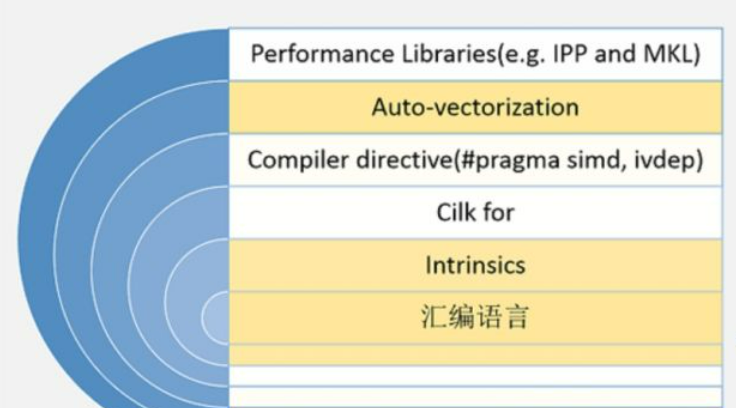 Performance Libraries(e.g. IPP and MKL)
Auto-vectorization
Compiler directive(#pragma simd, ivdep)
Cilk for
Intrinsics
汇编语言